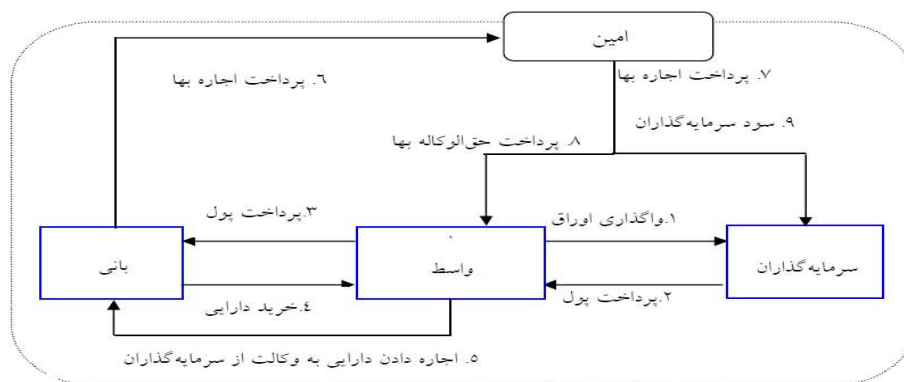 امین
۶. پرداخت اجاره بها
۷. پرداخت اجاره بها
۹. سود سرمایه‌گذاران
۸. پرداخت حق‌الوکاله بها
۳.پرداخت پول
۱.واگذاری اوراق
بانی
واسط
سرمایه‌گذاران
۴.خرید دارایی
۲.پرداخت پول
۵. اجاره دادن دارایی به وکالت از سرمایه‌گذاران